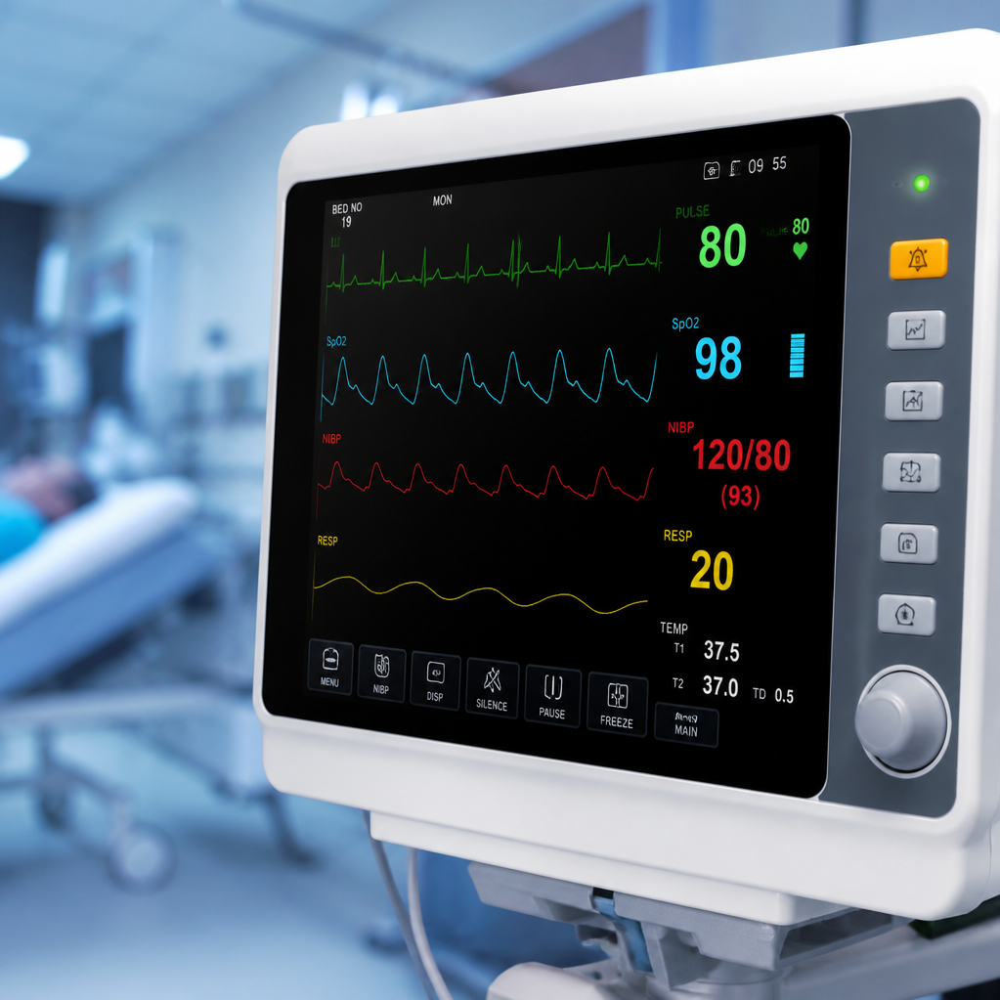 BED NO
19
MON
09 55
PULSE
80
80
SpO2
SpO2
98
NIBP
NIBP
120/80
(93)
RESP
RESP
20
TEMP
T1 37.5
T2 37.0 TD 0.5
MENU
NIBP
DISP
SILENCE
PAUSE
FREEZE
MAIN